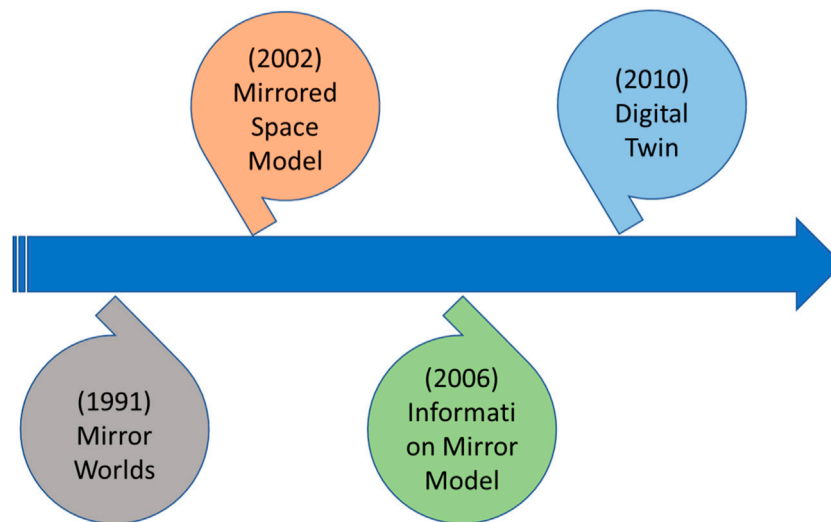 (2002)
Mirrored
Space
Model
(2010)
Digital
Twin
(1991)
Mirror
Worlds
(2006)
Informati
on Mirror
Model